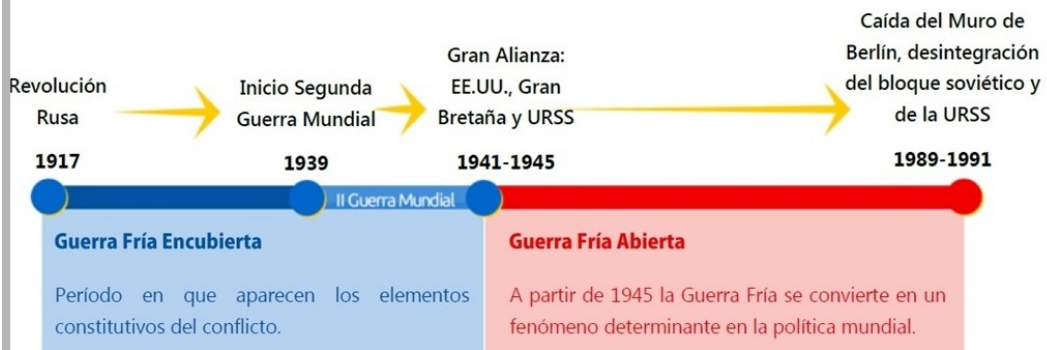 Revolución
Rusa
1917
Inicio Segunda
Guerra Mundial
1939
Gran Alianza:
EE.UU., Gran
Bretaña y URSS
1941-1945
Caída del Muro de
Berlín, desintegración
del bloque soviético y
de la URSS
1989-1991
II Guerra Mundial
Guerra Fría Encubierta
Período en que aparecen los elementos
constitutivos del conflicto.
Guerra Fría Abierta
A partir de 1945 la Guerra Fría se convierte en un
fenómeno determinante en la política mundial.